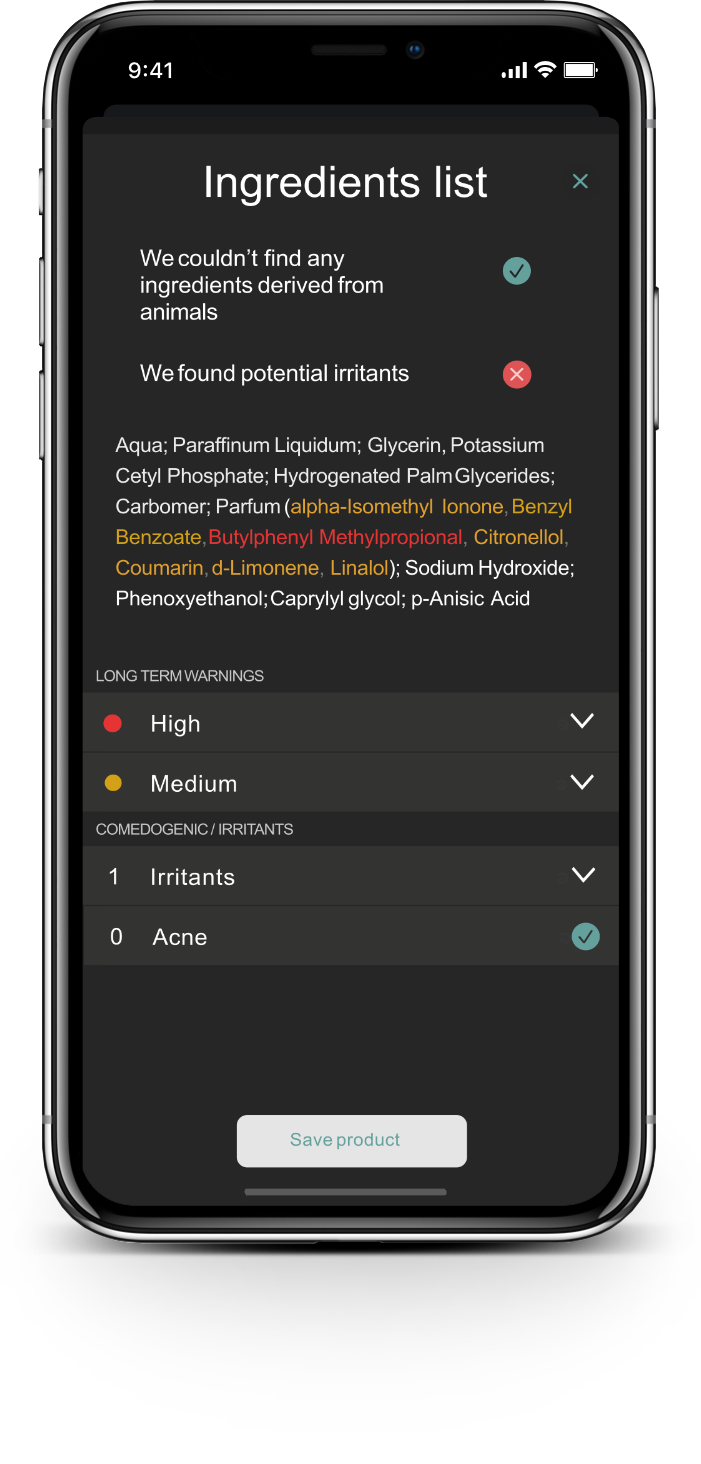 9:41
Ingredients list
We couldn't find any
ingredients derived from
animals
We found potential irritants
Aqua; Paraffinum Liquidum; Glycerin, Potassium
Cetyl Phosphate; Hydrogenated Palm Glycerides;
Carbomer; Parfum (alpha-Isomethyl Ionone, Benzyl
Benzoate, Butylphenyl Methylpropional, Citronellol,
Coumarin, d-Limonene, Linalol); Sodium Hydroxide;
Phenoxyethanol; Caprylyl glycol; p-Anisic Acid
LONG TERM WARNINGS
High
Medium
COMEDOGENIC / IRRITANTS
1 Irritants
0 Acne
Save product